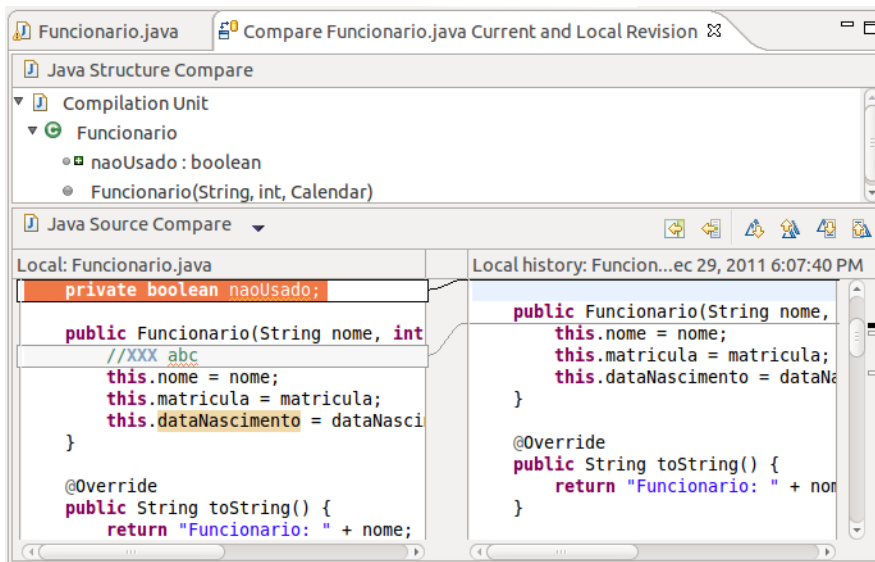 Funcionario.java
Compare Funcionario.java Current and Local Revision
Java Structure Compare
Compilation Unit
Funcionario
naoUsado : boolean
Funcionario(String, int, Calendar)
Java Source Compare
Local: Funcionario.java
private boolean naoUsado;
public Funcionario(String nome, int
//XXX abc
this.nome = nome;
this.matricula = matricula;
this.dataNascimento = dataNasci
}
@Override
public String toString() {
return "Funcionario: " + nome;
Local history: Funcion...ec 29, 2011 6:07:40 PM
public Funcionario(String nome,
this.nome = nome;
this.matricula = matricula;
this.dataNascimento = dataNa
}
@Override
public String toString() {
return "Funcionario: " + nom
}